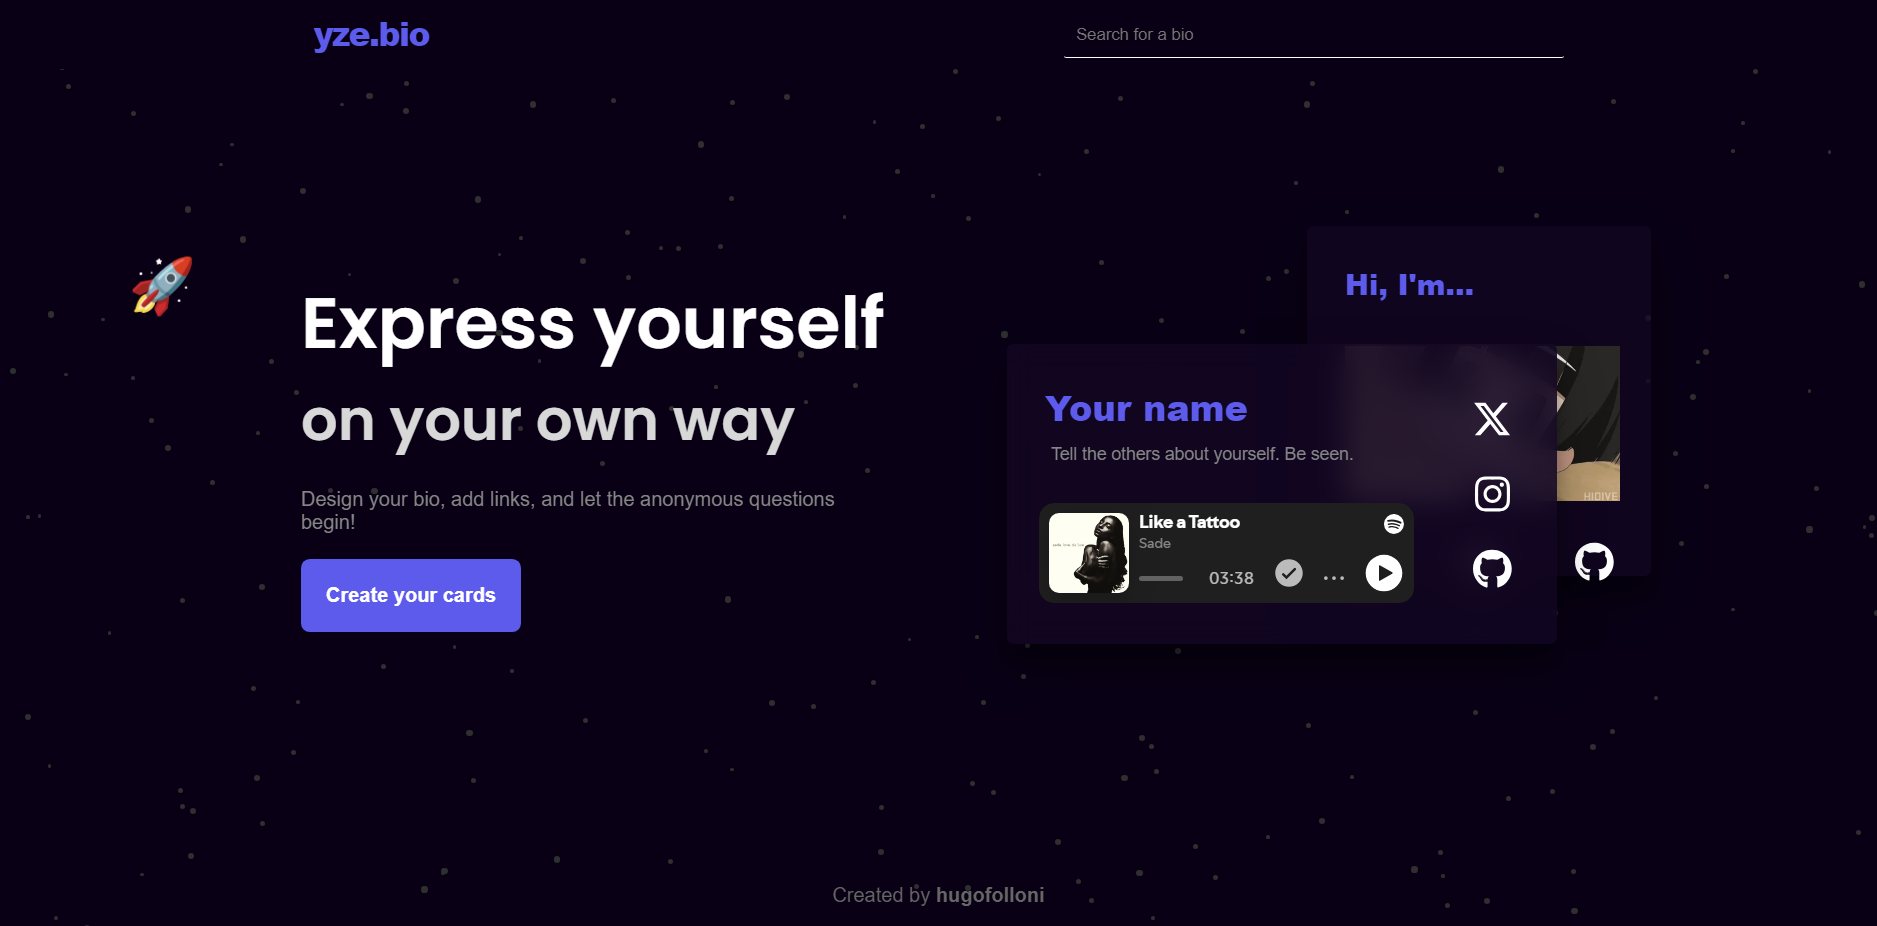 yze.bio
Search for a bio
Express yourself
on your own way
Design your bio, add links, and let the anonymous questions
begin!
Create your cards
Hi, I'm...
Your name
Tell the others about yourself. Be seen.
HIDIVE
Like a Tattoo
Sade
03:38
Created by hugofolloni